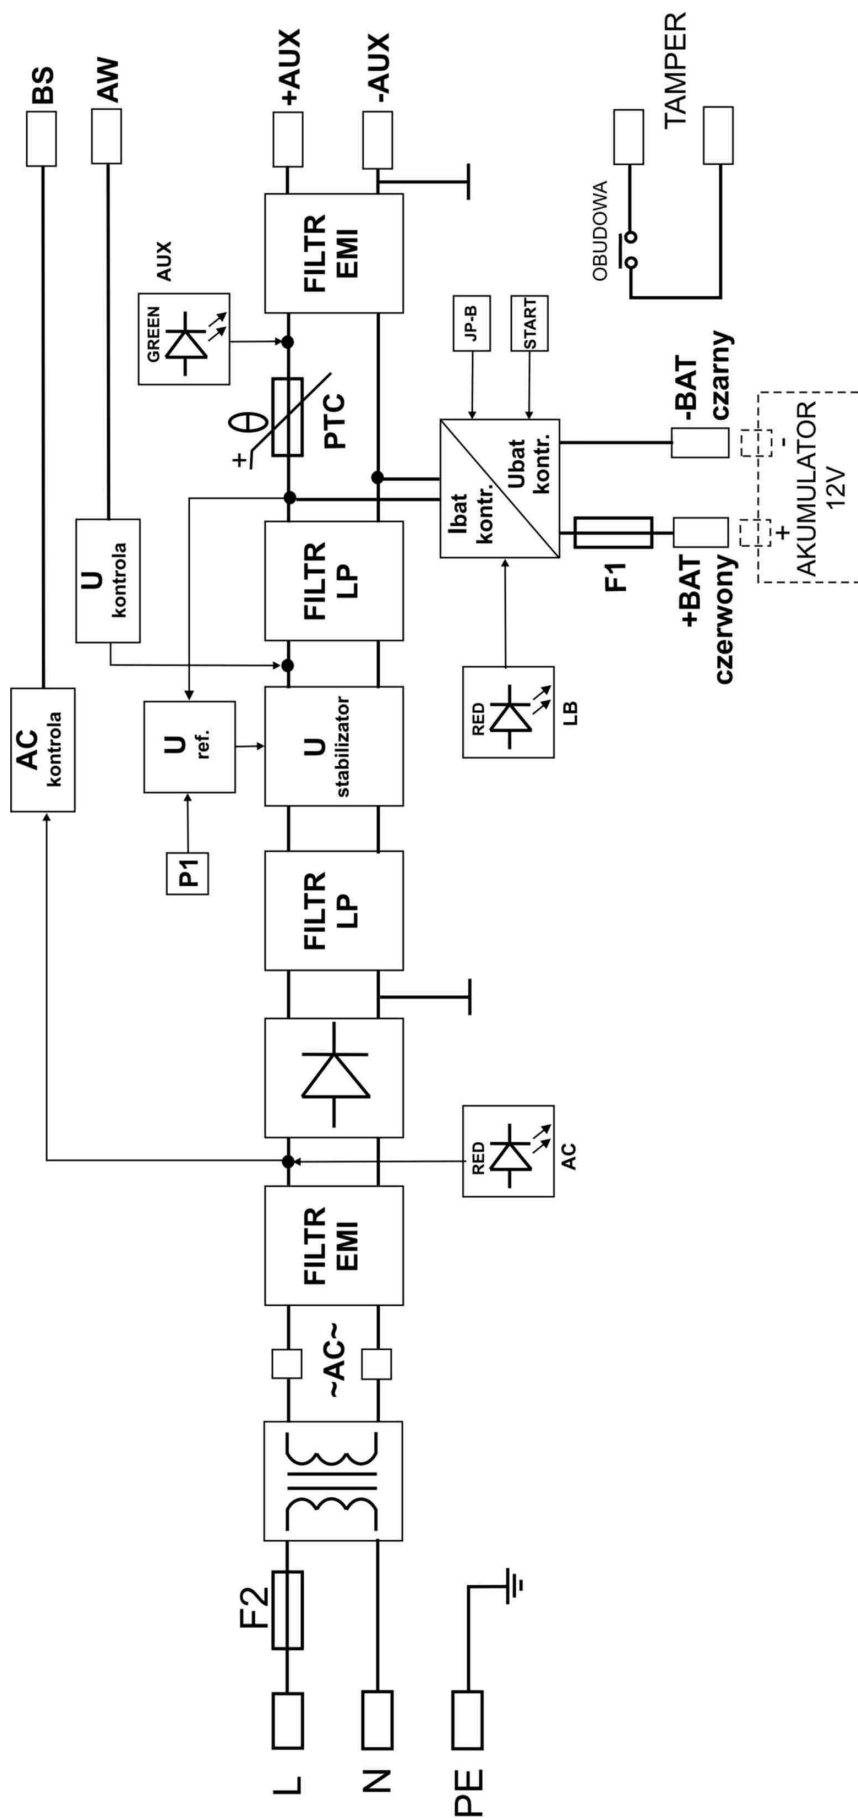 BS
AW
+AUX
-AUX
AC
kontrola
U
kontrola
AUX
GREEN
P1
U
ref.
+
θ
PTC
L
F2
N
PE
~AC~
FILTR
EMI
FILTR
LP
U
stabilizator
FILTR
LP
FILTR
EMI
RED
AC
RED
LB
Ibat
kontr.
Ubat
kontr.
JP-B
START
F1
+BAT
czerwony
-BAT
czarny
+
-
AKUMULATOR
12V
OBUDOWA
TAMPER